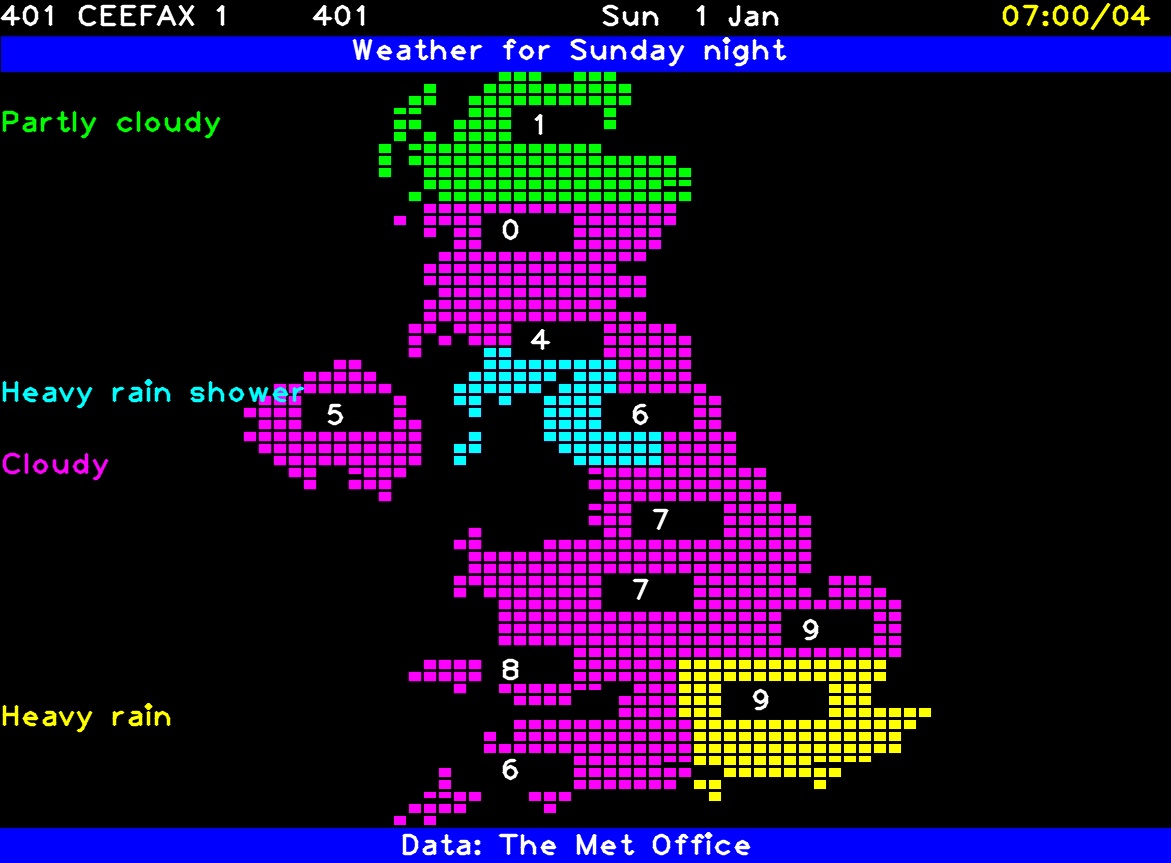 401 CEEFAX 1 401 Sun 1 Jan 07:00/04
Weather for Sunday night
Partly cloudy
1
0
4
Heavy rain shower
5
6
Cloudy
7
7
9
8
9
Heavy rain
6
Data: The Met Office